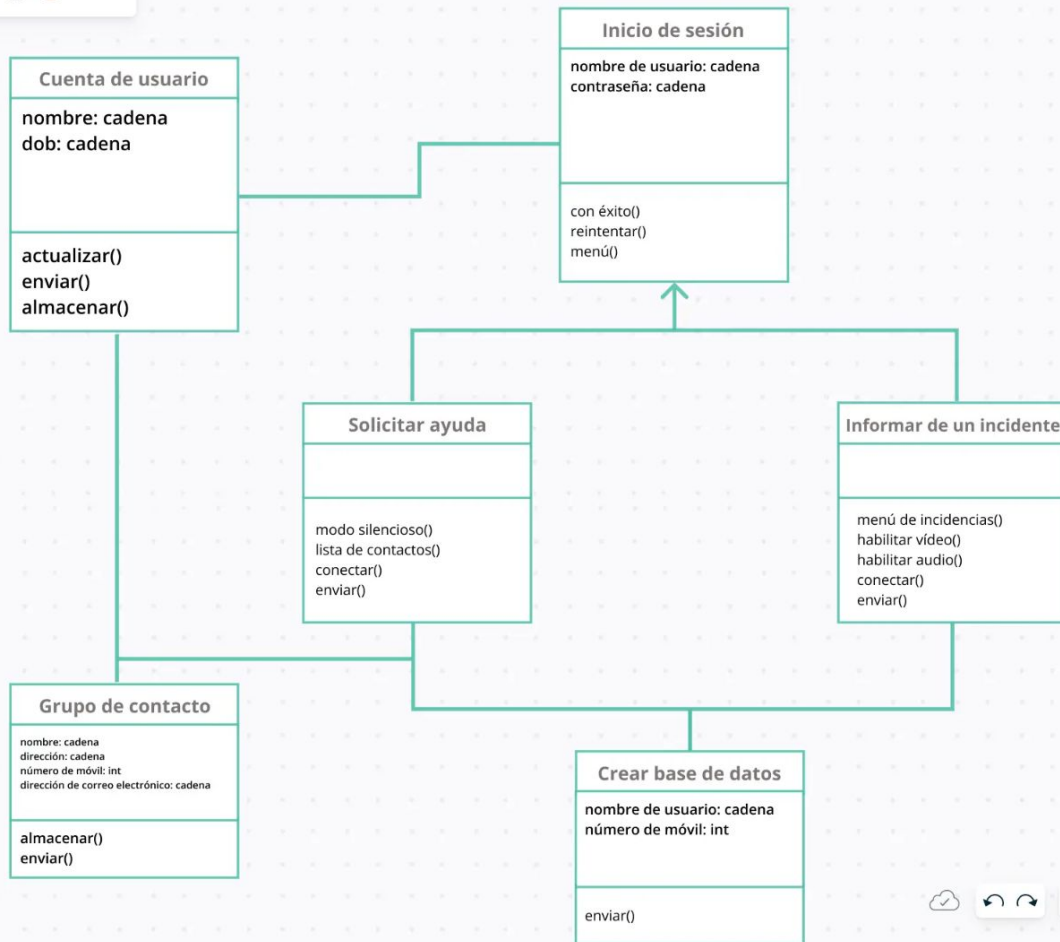 Inicio de sesión
nombre de usuario: cadena
contraseña: cadena
con éxito()
reintentar()
menú()
Cuenta de usuario
nombre: cadena
dob: cadena
actualizar()
enviar()
almacenar()
Solicitar ayuda
modo silencioso()
lista de contactos()
conectar()
enviar()
Informar de un incidente
menú de incidencias()
habilitar vídeo()
habilitar audio()
conectar()
enviar()
Grupo de contacto
nombre: cadena
dirección: cadena
número de móvil: int
dirección de correo electrónico: cadena
almacenar()
enviar()
Crear base de datos
nombre de usuario: cadena
número de móvil: int
enviar()